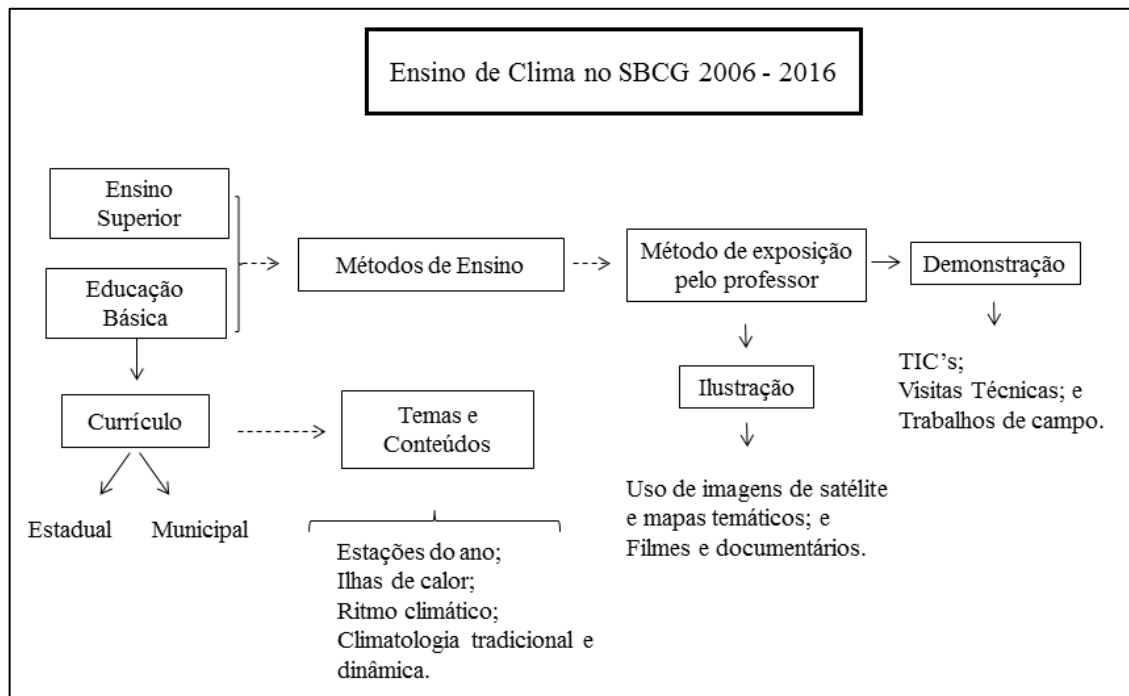 Ensino de Clima no SBCG 2006 - 2016
Ensino
Superior
Educação
Básica
Métodos de Ensino
Método de exposição
pelo professor
Demonstração
TIC’s;
Visitas Técnicas; e
Trabalhos de campo.
Ilustração
Uso de imagens de satélite
e mapas temáticos; e
Filmes e documentários.
Currículo
Estadual
Municipal
Temas e
Conteúdos
Estações do ano;
Ilhas de calor;
Ritmo climático;
Climatologia tradicional e
dinâmica.